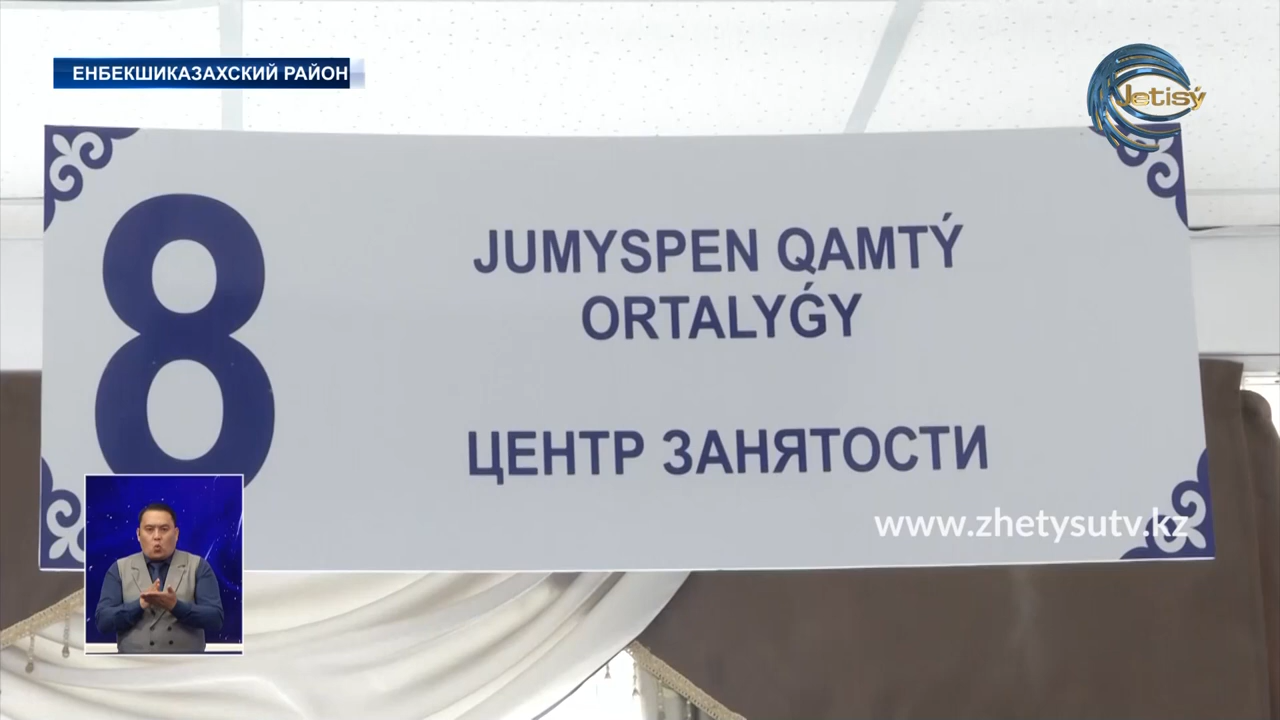 ЕНБЕКШИКАЗАХСКИЙ РАЙОН
Jetisý
8
JUMYSPEN QAMTÝ
ORTALYǴY
ЦЕНТР ЗАНЯТОСТИ
www.zhetysutv.kz